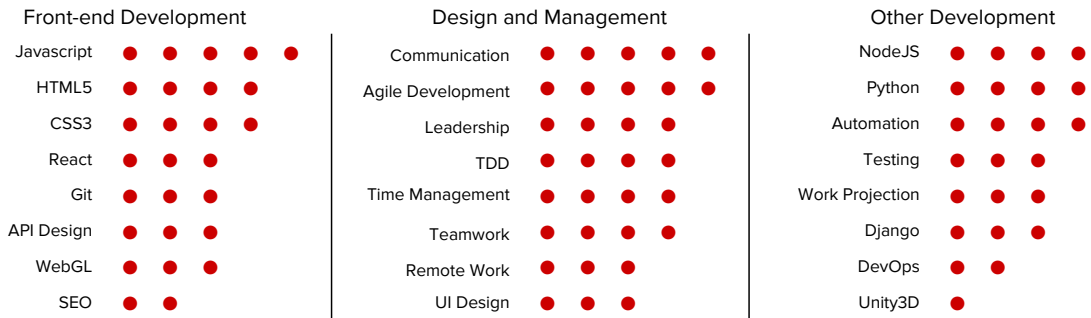 Front-end Development
Javascript
HTML5
CSS3
React
Git
API Design
WebGL
SEO
Design and Management
Communication
Agile Development
Leadership
TDD
Time Management
Teamwork
Remote Work
UI Design
Other Development
NodeJS
Python
Automation
Testing
Work Projection
Django
DevOps
Unity3D